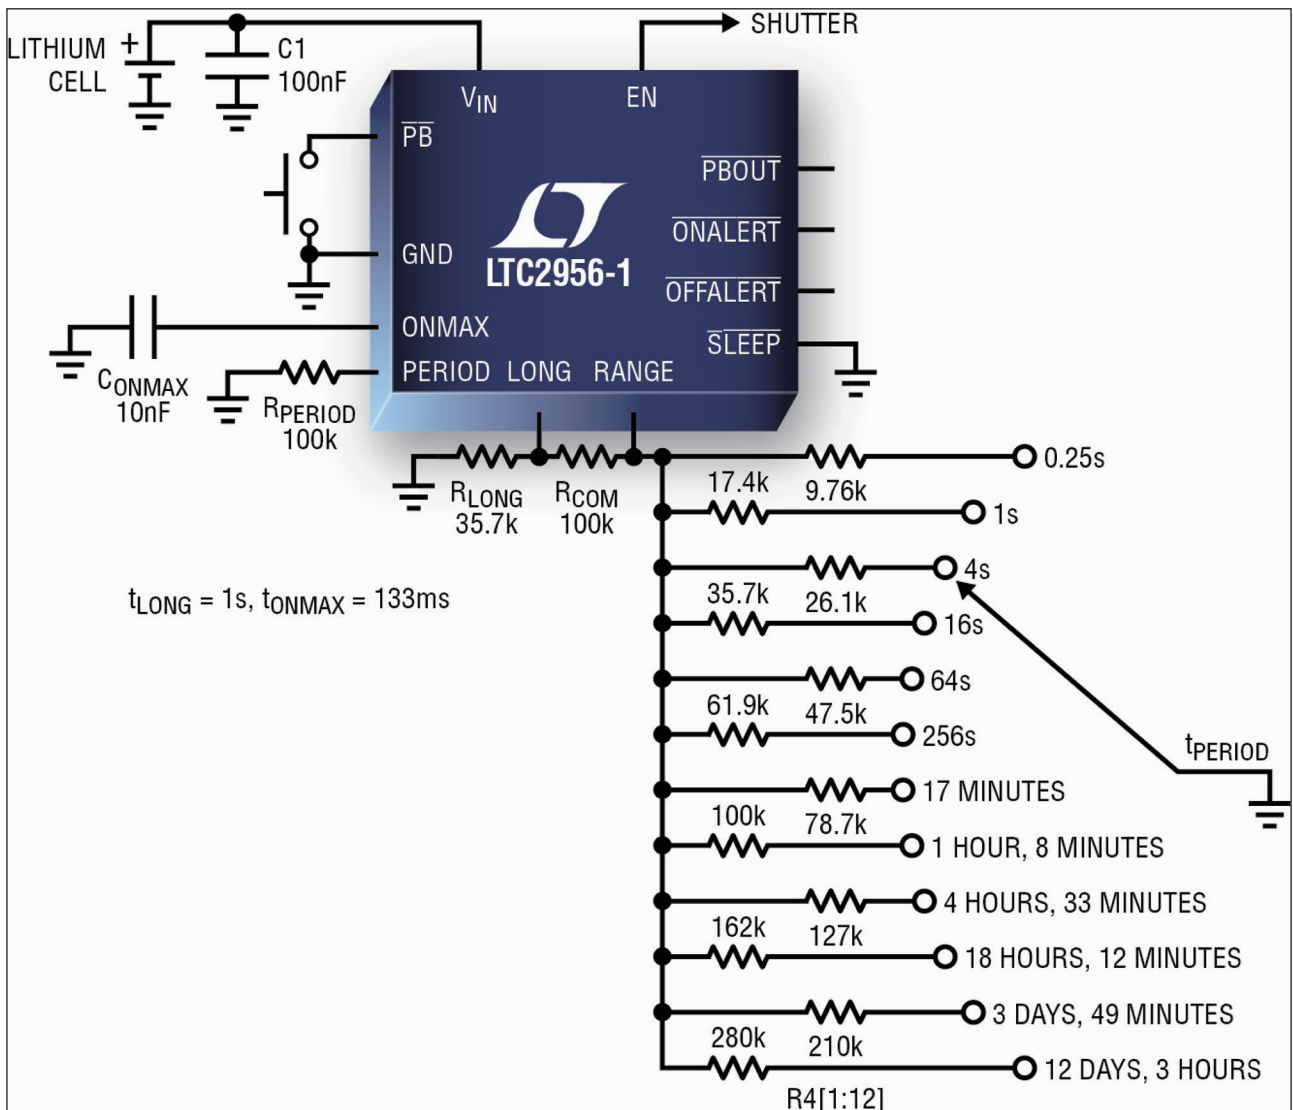 SHUTTER
LITHIUM
CELL
+
C1
100nF
VIN
EN
PB
PBOUT
ONALERT
GND
LTC2956-1
OFFALERT
ONMAX
SLEEP
PERIOD LONG RANGE
CONMAX
10nF
RPERIOD
100k
RLONG
35.7k
RCOM
100k
17.4k
9.76k
0.25s
1s
4s
35.7k
26.1k
16s
tLONG = 1s, tONMAX = 133ms
64s
61.9k
47.5k
256s
tPERIOD
17 MINUTES
100k
78.7k
1 HOUR, 8 MINUTES
4 HOURS, 33 MINUTES
162k
127k
18 HOURS, 12 MINUTES
3 DAYS, 49 MINUTES
280k
210k
12 DAYS, 3 HOURS
R4[1:12]